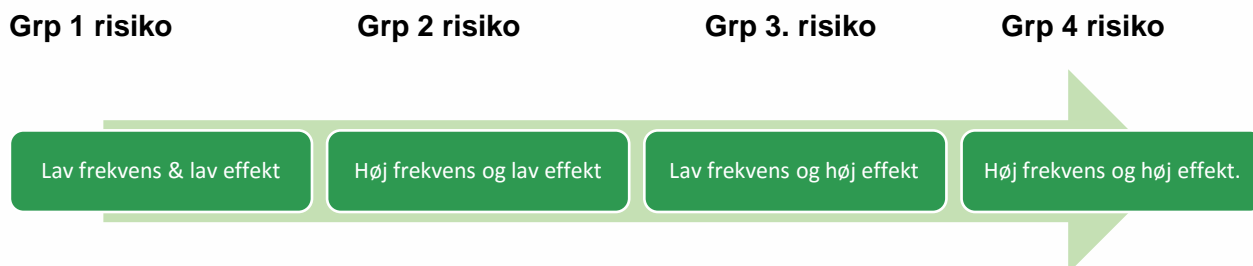 Grp 1 risiko
Grp 2 risiko
Grp 3. risiko
Grp 4 risiko
Lav frekvens & lav effekt
Høj frekvens og lav effekt
Lav frekvens og høj effekt
Høj frekvens og høj effekt.